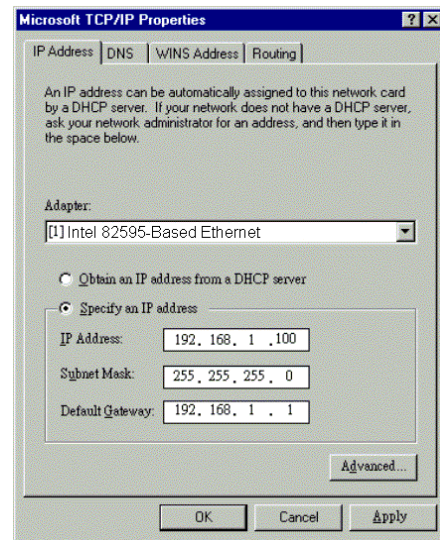 Microsoft TCP/IP Properties
IP Address
DNS
WINS Address
Routing
An IP address can be automatically assigned to this network card
by a DHCP server. If your network does not have a DHCP server,
ask your network administrator for an address, and then type it in
the space below.
Adapter:
[1] Intel 82595-Based Ethernet
Obtain an IP address from a DHCP server
Specify an IP address
IP Address: 192. 168. 1 .100
Subnet Mask: 255. 255. 255. 0
Default Gateway: 192. 168. 1 . 1
Advanced...
OK
Cancel
Apply